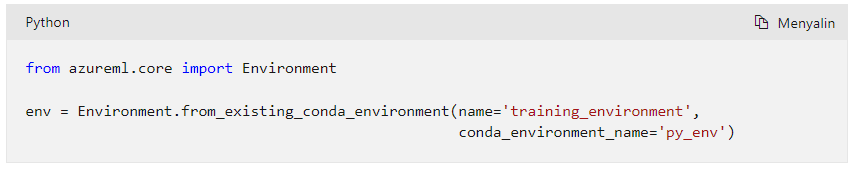 Python
Menyalin
from azureml.core import Environment
env = Environment.from_existing_conda_environment(name='training_environment',
conda_environment_name='py_env')